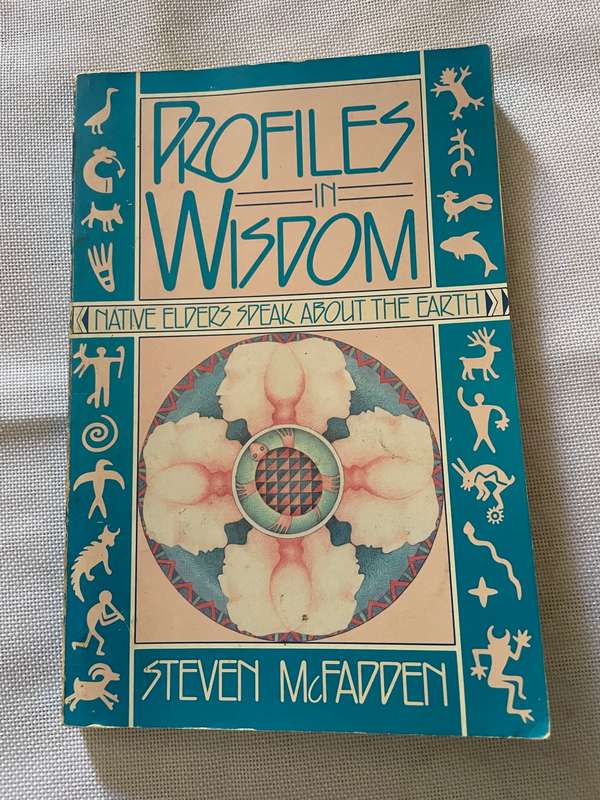 PROFILES
IN
WISDOM
NATIVE ELDERS SPEAK ABOUT THE EARTH
STEVEN McFADDEN